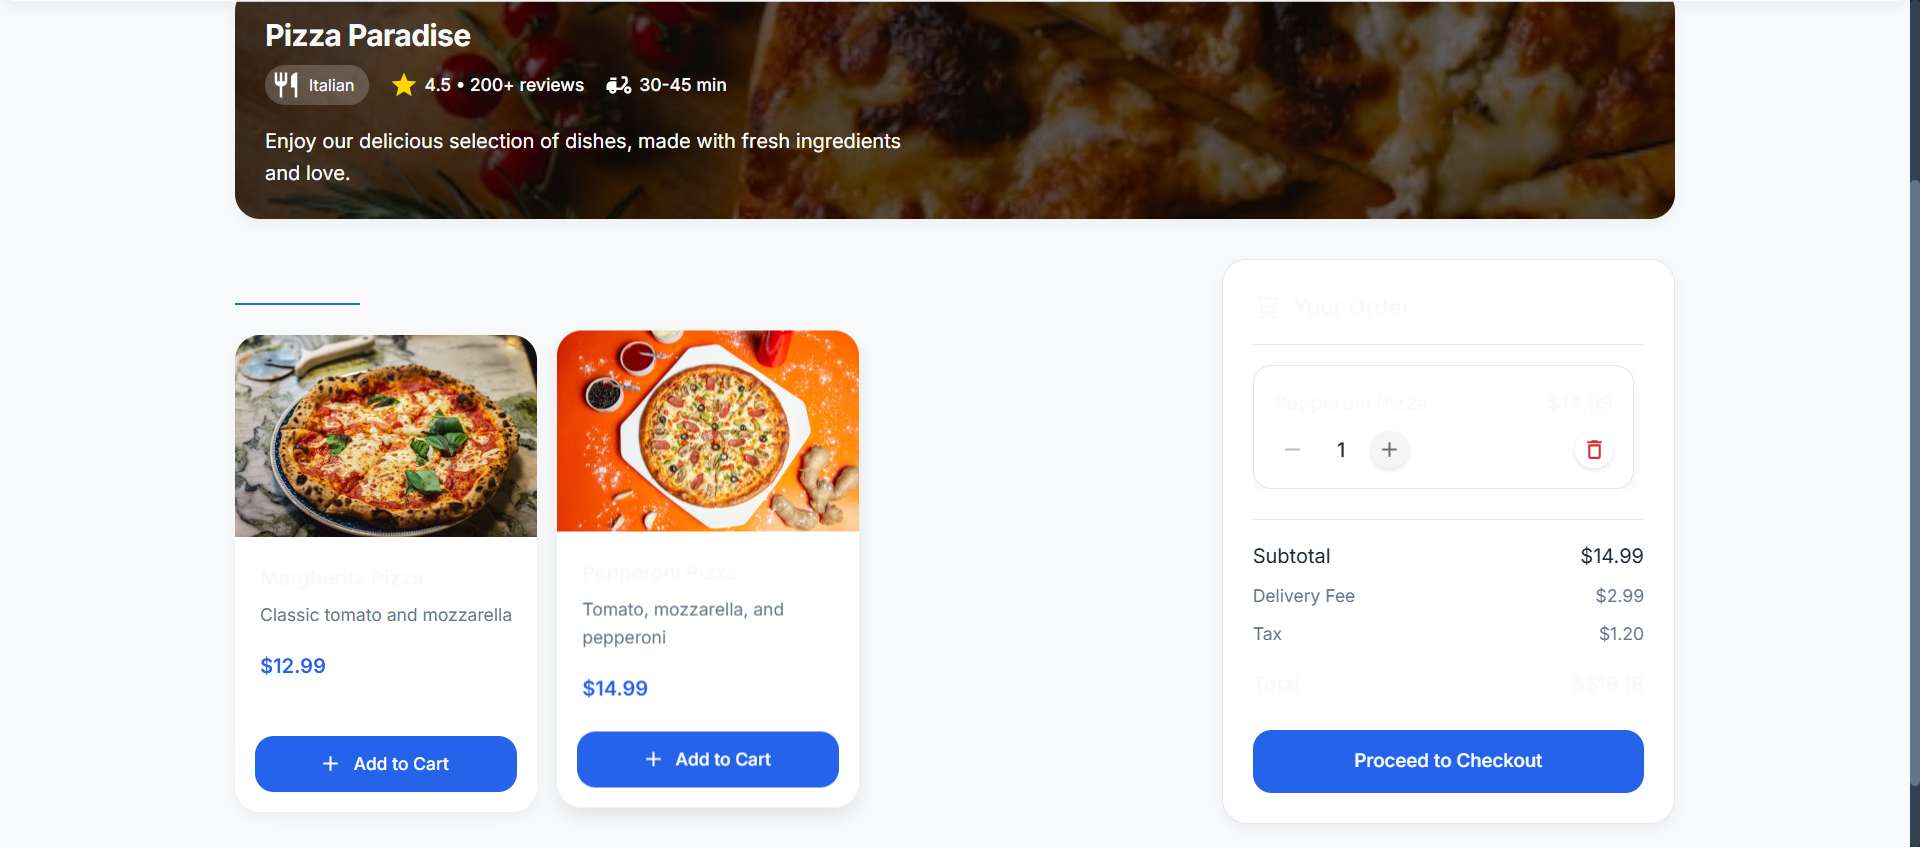 Pizza Paradise
Italian
4.5 • 200+ reviews
30-45 min
Enjoy our delicious selection of dishes, made with fresh ingredients
and love.
Margherita Pizza
Classic tomato and mozzarella
$12.99
Add to Cart
Pepperoni Pizza
Tomato, mozzarella, and
pepperoni
$14.99
Add to Cart
Your Order
Pepperoni Pizza $14.99
1
Subtotal $14.99
Delivery Fee $2.99
Tax $1.20
Total $$19.18
Proceed to Checkout